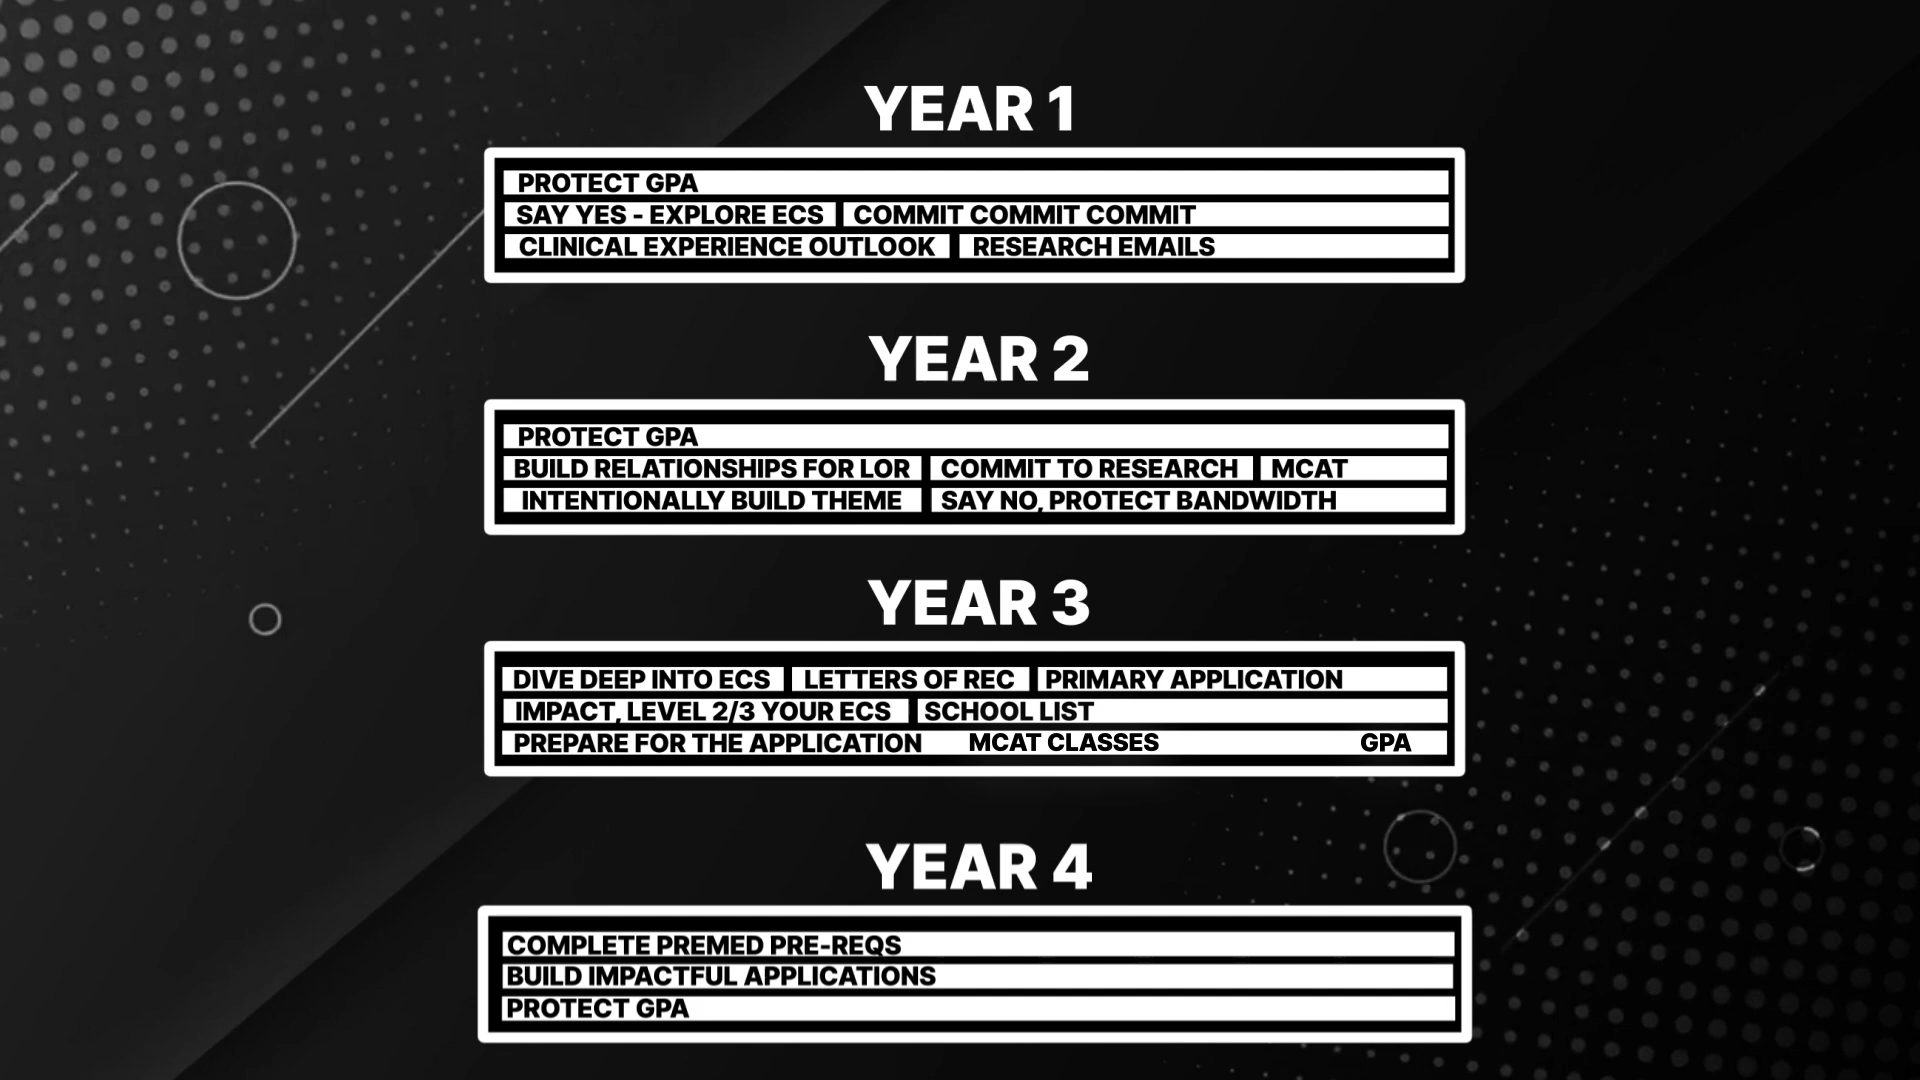 YEAR 1
PROTECT GPA
SAY YES - EXPLORE ECS COMMIT COMMIT COMMIT
CLINICAL EXPERIENCE OUTLOOK RESEARCH EMAILS
YEAR 2
PROTECT GPA
BUILD RELATIONSHIPS FOR LOR COMMIT TO RESEARCH MCAT
INTENTIONALLY BUILD THEME SAY NO, PROTECT BANDWIDTH
YEAR 3
DIVE DEEP INTO ECS LETTERS OF REC PRIMARY APPLICATION
IMPACT, LEVEL 2/3 YOUR ECS SCHOOL LIST
PREPARE FOR THE APPLICATION MCAT CLASSES GPA
YEAR 4
COMPLETE PREMED PRE-REQS
BUILD IMPACTFUL APPLICATIONS
PROTECT GPA